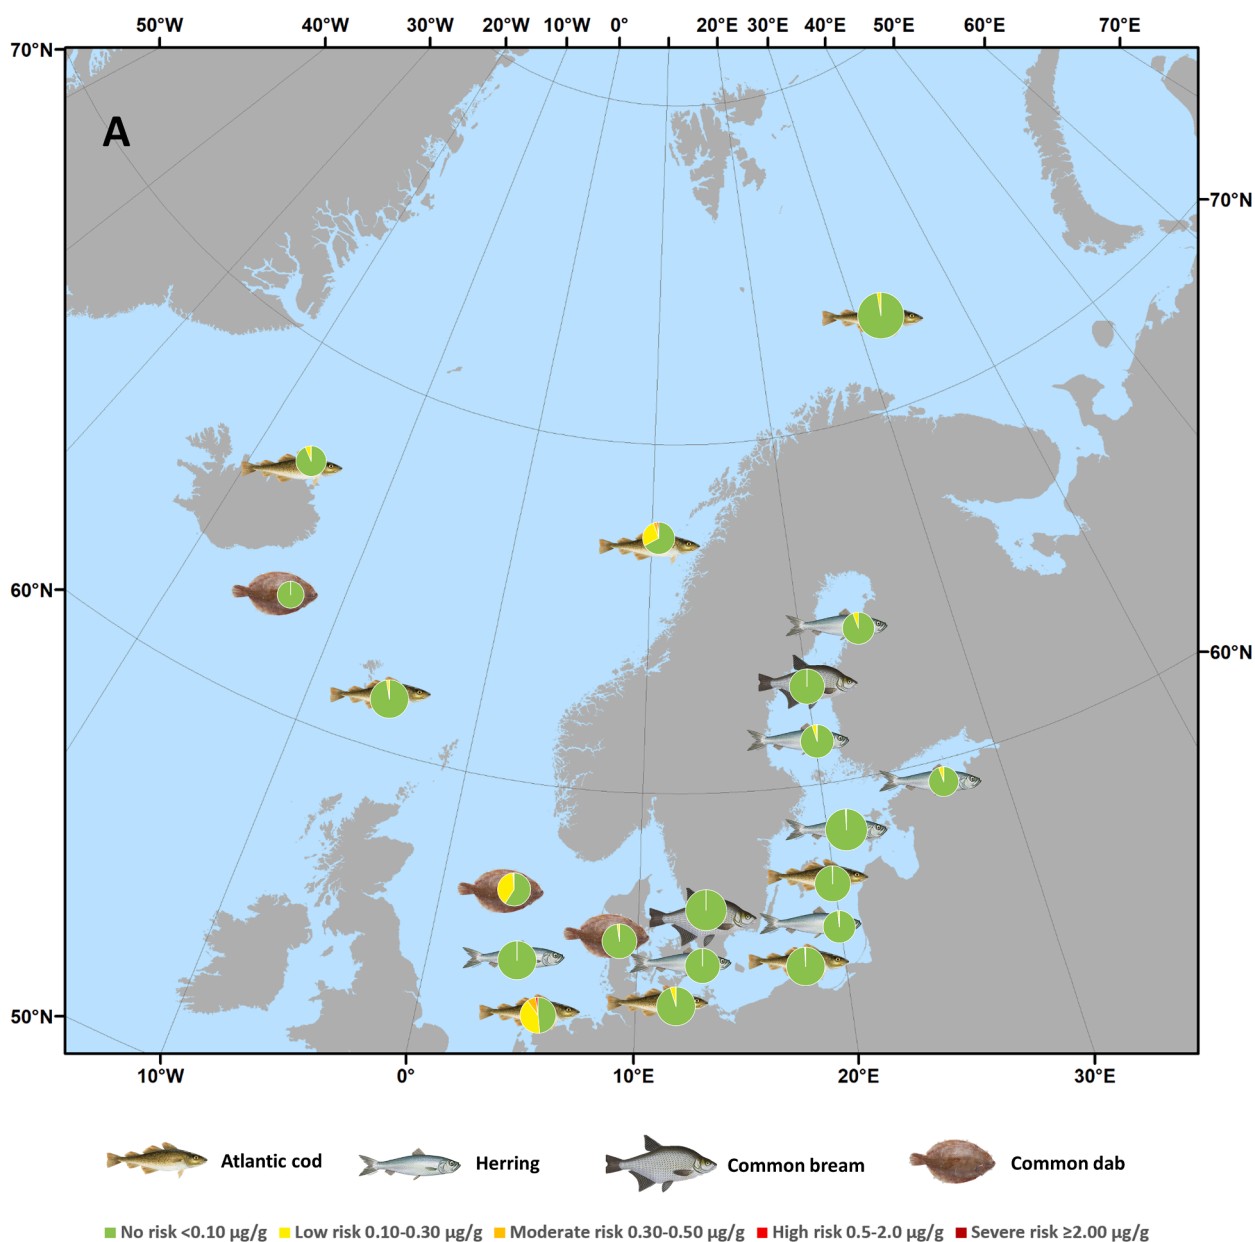 50°W 40°W 30°W 20°W 10°W 0° 20°E 30°E 40°E 50°E 60°E 70°E
70°N
A
70°N
60°N
60°N
50°N
10°W 0° 10°E 20°E 30°E
Atlantic cod Herring Common bream Common dab
No risk <0.10 µg/g Low risk 0.10-0.30 µg/g Moderate risk 0.30-0.50 µg/g High risk 0.5-2.0 µg/g Severe risk ≥2.00 µg/g